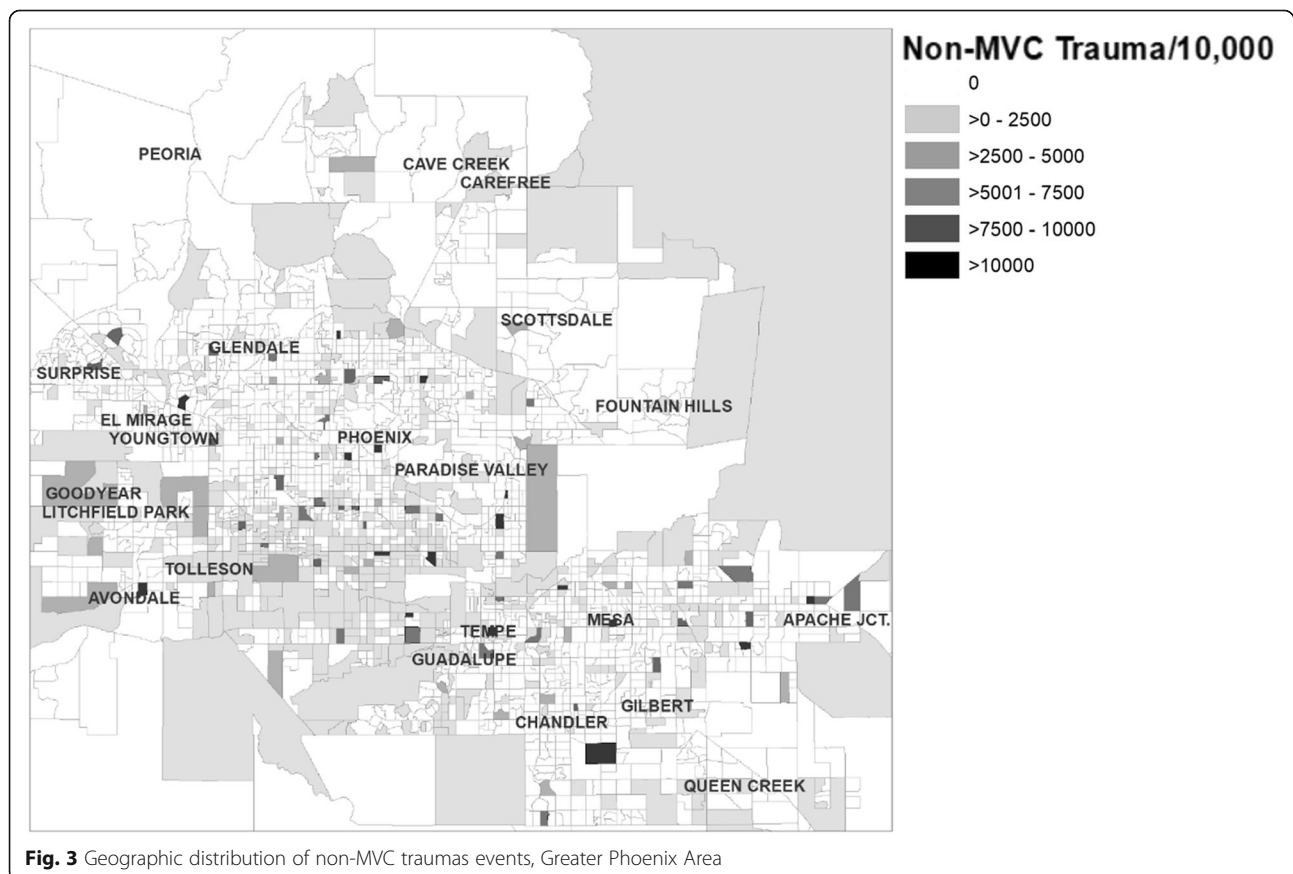 Non-MVC Trauma/10,000
0
>0 - 2500
>2500 - 5000
>5001 - 7500
>7500 - 10000
>10000
PEORIA
CAVE CREEK
CAREFREE
SCOTTSDALE
GLENDALE
SURPRISE
FOUNTAIN HILLS
EL MIRAGE
YOUNGTOWN
PHOENIX
PARADISE VALLEY
GOODYEAR
LITCHFIELD PARK
TOLLESON
AVONDALE
MESA
APACHE JCT.
TEMPE
GUADALUPE
GILBERT
CHANDLER
QUEEN CREEK
Fig. 3 Geographic distribution of non-MVC traumas events, Greater Phoenix Area